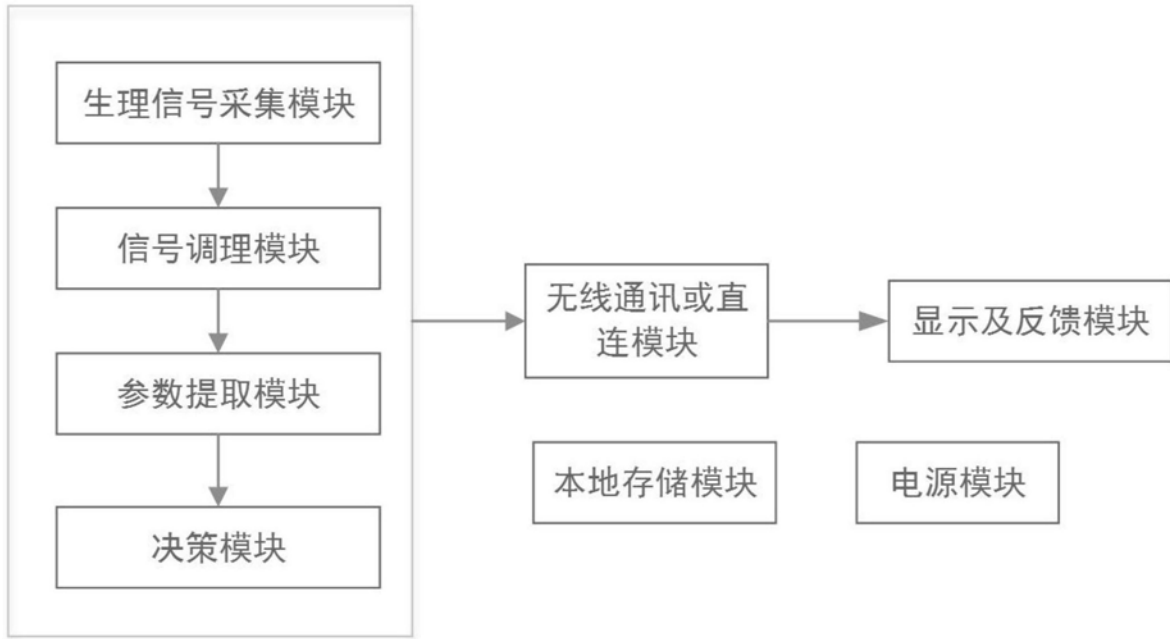 生理信号采集模块
信号调理模块
参数提取模块
决策模块
无线通讯或直
连模块
显示及反馈模块
本地存储模块
电源模块